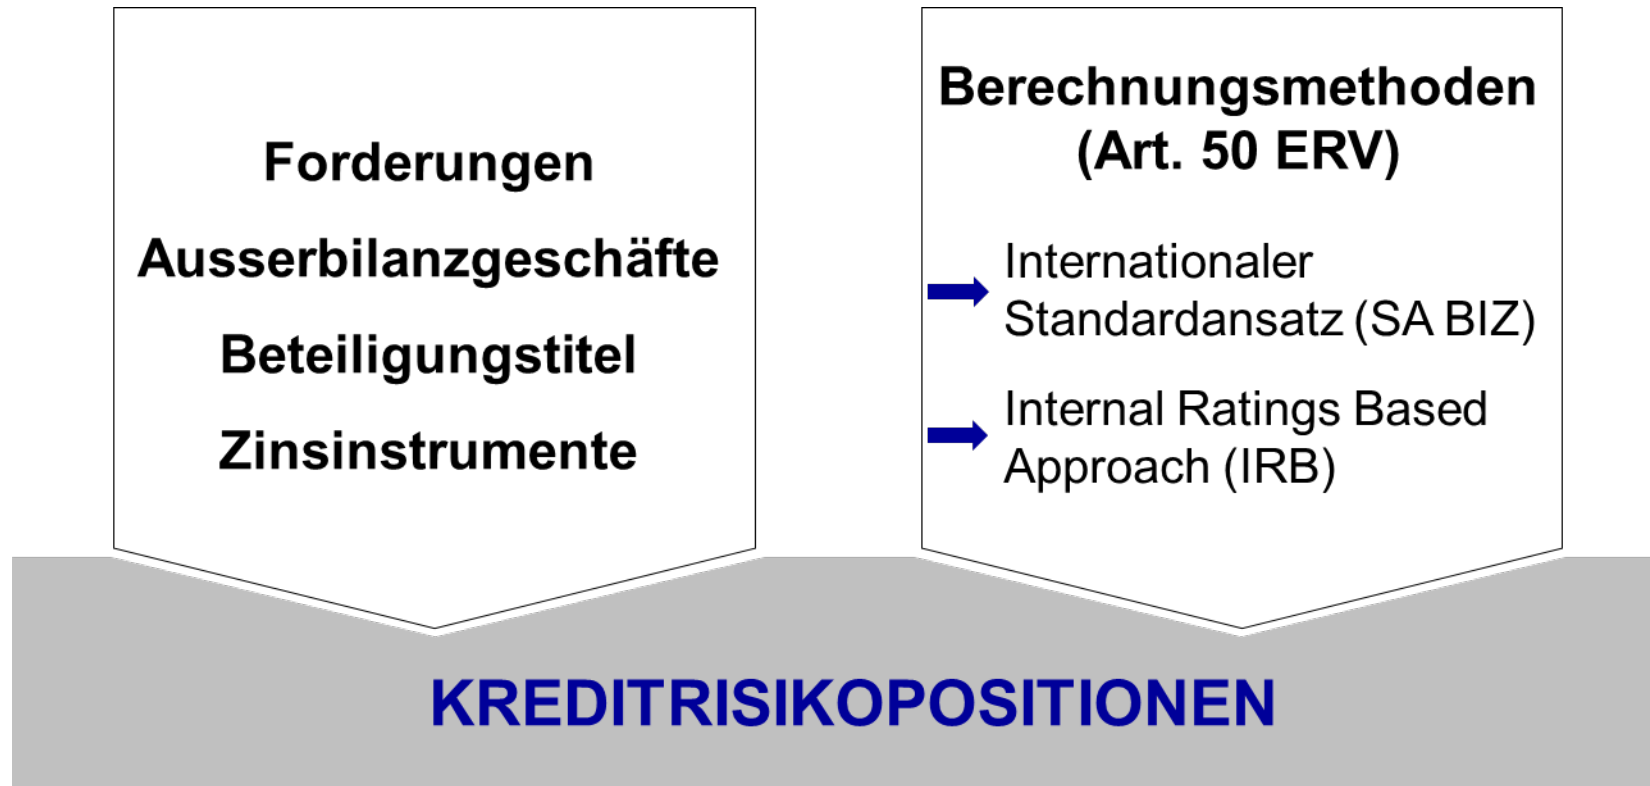 Forderungen
Ausserbilanzgeschäfte
Beteiligungstitel
Zinsinstrumente
Berechnungsmethoden
(Art. 50 ERV)
Internationaler
Standardansatz (SA BIZ)
Internal Ratings Based
Approach (IRB)
KREDITRISIKOPOSITIONEN